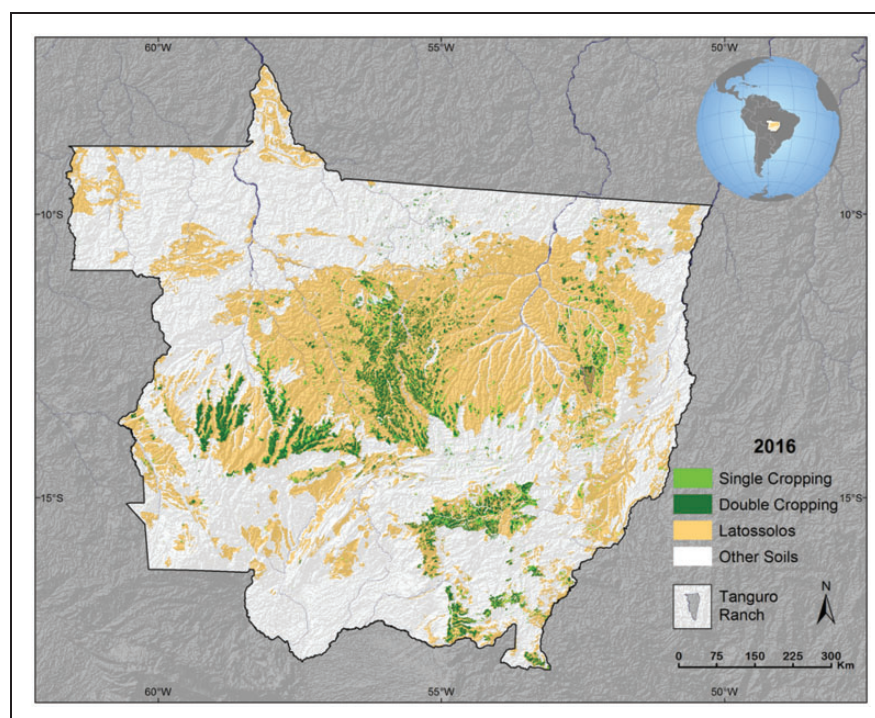 60°W 55°W 50°W
10°S 10°S
15°S 15°S
2016
Single Cropping
Double Cropping
Latossolos
Other Soils
Tanguro
Ranch
N
0 75 150 225 300
Km
60°W 55°W 50°W